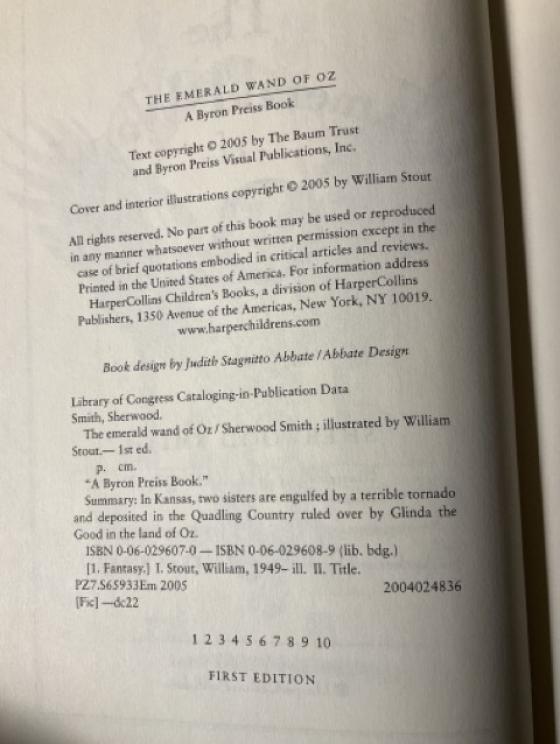 THE EMERALD WAND OF OZ
A Byron Preiss Book
Text copyright © 2005 by The Baum Trust
and Byron Preiss Visual Publications, Inc.
Cover and interior illustrations copyright © 2005 by William Stout
All rights reserved. No part of this book may be used or reproduced
in any manner whatsoever without written permission except in the
case of brief quotations embodied in critical articles and reviews.
Printed in the United States of America. For information address
HarperCollins Children's Books, a division of HarperCollins
Publishers, 1350 Avenue of the Americas, New York, NY 10019.
www.harperchildrens.com
Book design by Judith Stagnitto Abbate / Abbate Design
Library of Congress Cataloging-in-Publication Data
Smith, Sherwood.
The emerald wand of Oz / Sherwood Smith ; illustrated by William
Stout.— 1st ed.
p. cm.
"A Byron Preiss Book."
Summary: In Kansas, two sisters are engulfed by a terrible tornado
and deposited in the Quadling Country ruled over by Glinda the
Good in the land of Oz.
ISBN 0-06-029607-0 — ISBN 0-06-029608-9 (lib. bdg.)
[1. Fantasy.] I. Stout, William, 1949– ill. II. Title.
PZ7.S65933Em 2005 2004024836
[Fic] —dc22
1 2 3 4 5 6 7 8 9 10
FIRST EDITION